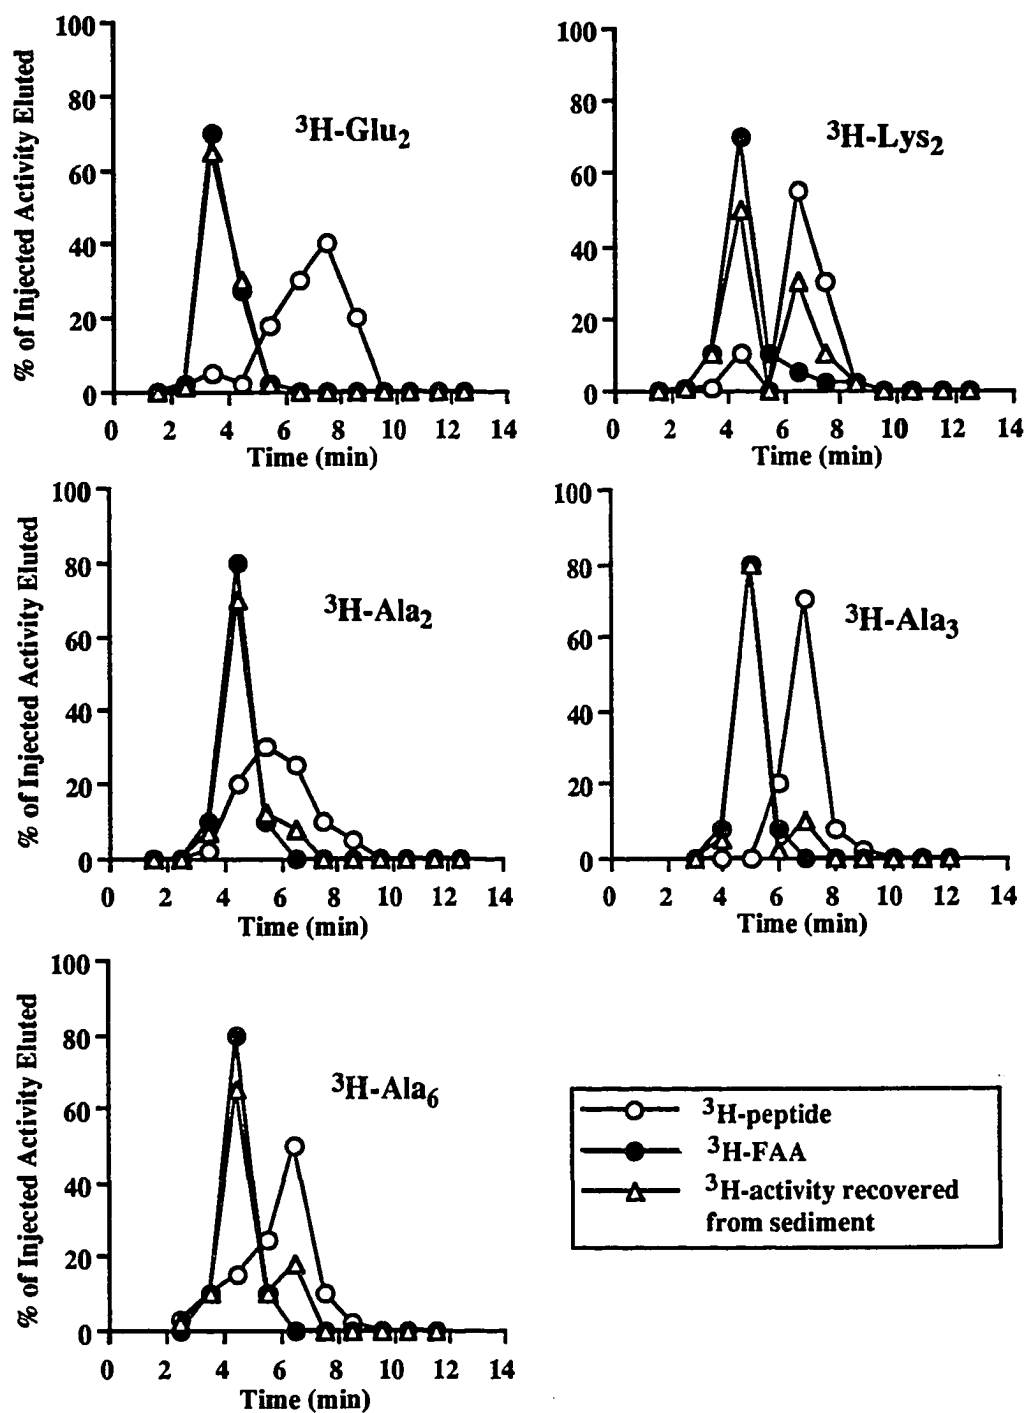 ³H-Glu₂
% of Injected Activity Eluted
100
80
60
40
20
0
0 2 4 6 8 10 12 14
Time (min)
³H-Lys₂
100
80
60
40
20
0
0 2 4 6 8 10 12 14
Time (min)
³H-Ala₂
% of Injected Activity Eluted
100
80
60
40
20
0
0 2 4 6 8 10 12 14
Time (min)
³H-Ala₃
100
80
60
40
20
0
0 2 4 6 8 10 12 14
Time (min)
³H-Ala₆
% of Injected Activity Eluted
100
80
60
40
20
0
0 2 4 6 8 10 12 14
Time (min)
³H-peptide
³H-FAA
³H-activity recovered
from sediment